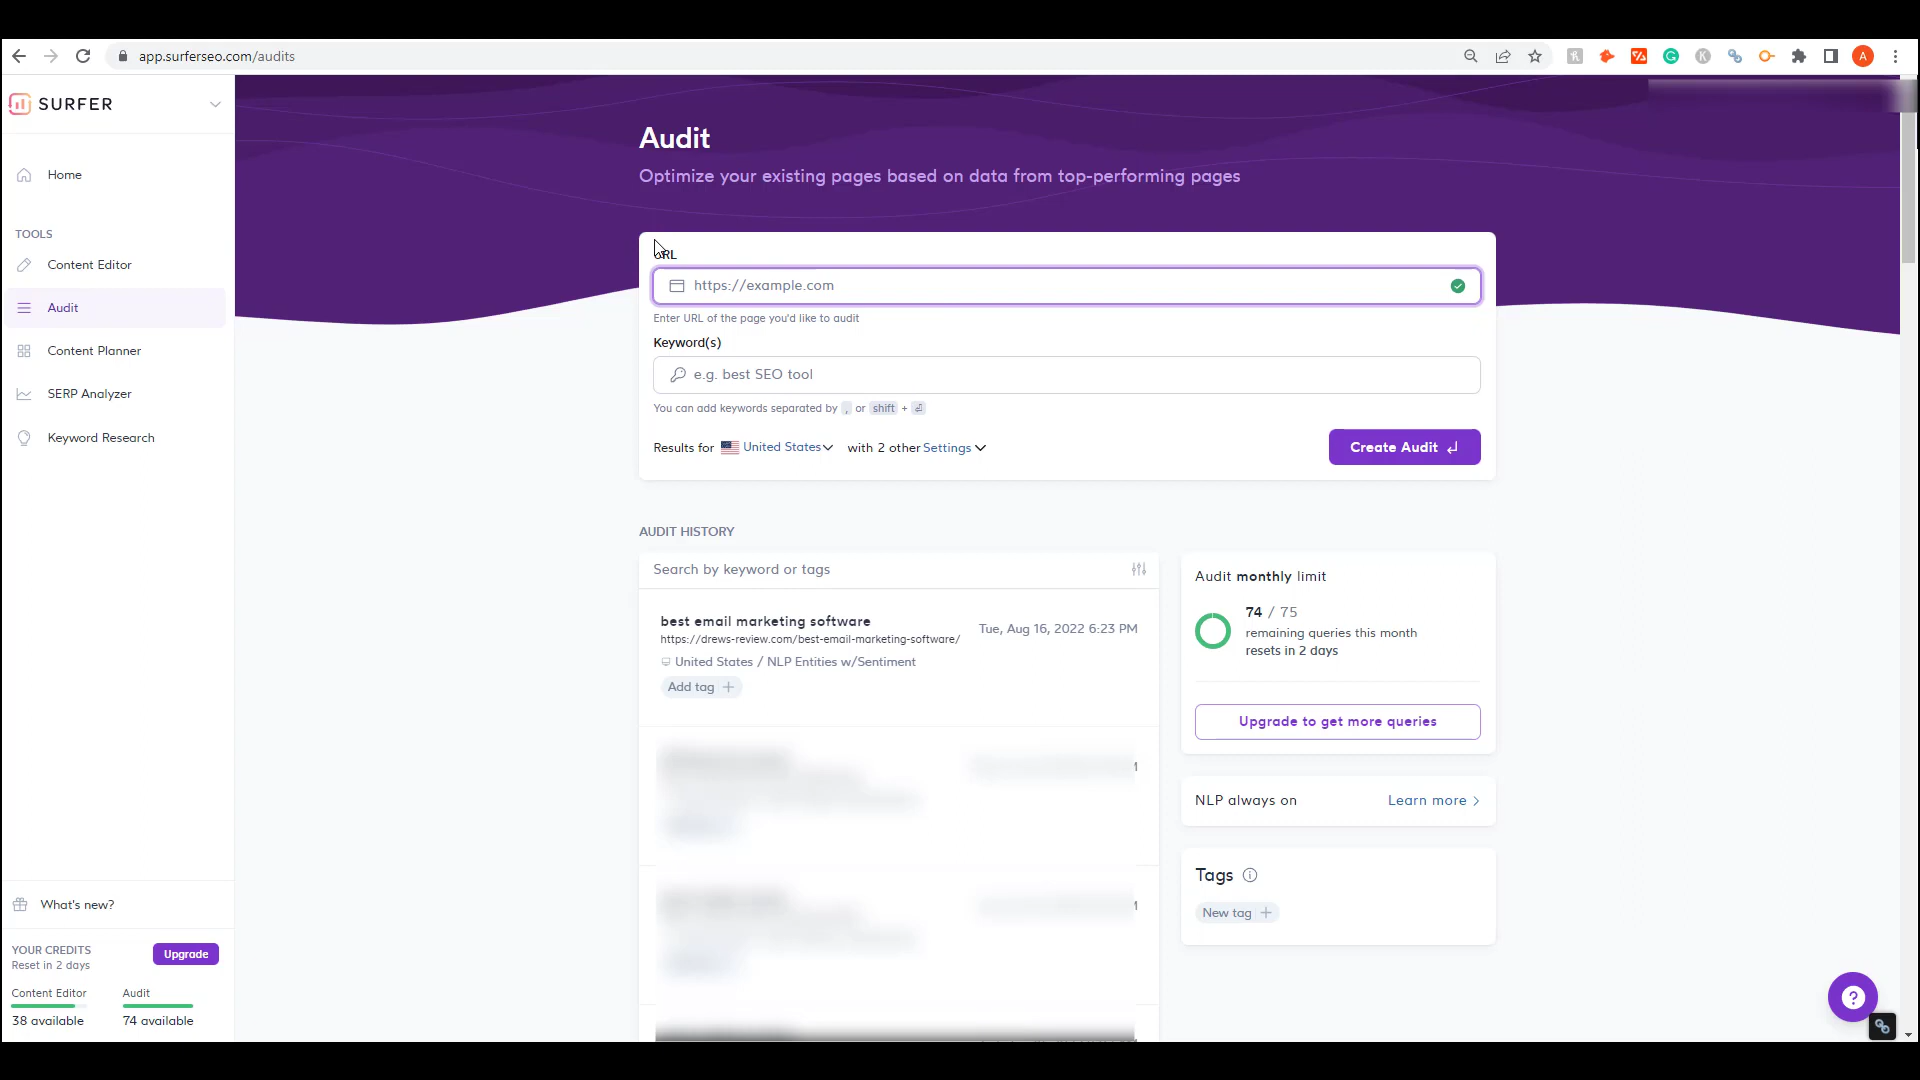 app.surferseo.com/audits
A
SURFER
Home
TOOLS
Content Editor
Audit
Content Planner
SERP Analyzer
Keyword Research
What's new?
YOUR CREDITS
Reset in 2 days
Upgrade
Content Editor
Audit
38 available
74 available
Audit
Optimize your existing pages based on data from top-performing pages
URL
https://example.com
Enter URL of the page you'd like to audit
Keyword(s)
e.g. best SEO tool
You can add keywords separated by , or shift + ⏎
Results for United States with 2 other Settings
Create Audit
AUDIT HISTORY
Search by keyword or tags
best email marketing software
Tue, Aug 16, 2022 6:23 PM
https://drews-review.com/best-email-marketing-software/
United States / NLP Entities w/Sentiment
Add tag +
Audit monthly limit
74 / 75
remaining queries this month
resets in 2 days
Upgrade to get more queries
NLP always on
Learn more >
Tags
New tag +
?